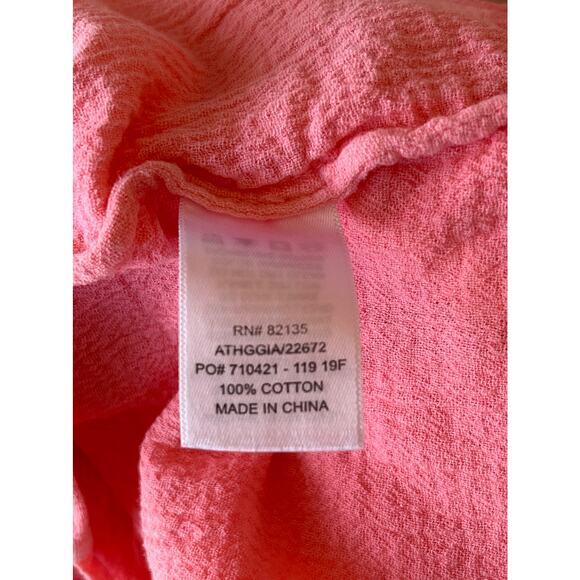 RN# 82135
ATHGGIA/22672
PO# 710421 - 119 19F
100% COTTON
MADE IN CHINA